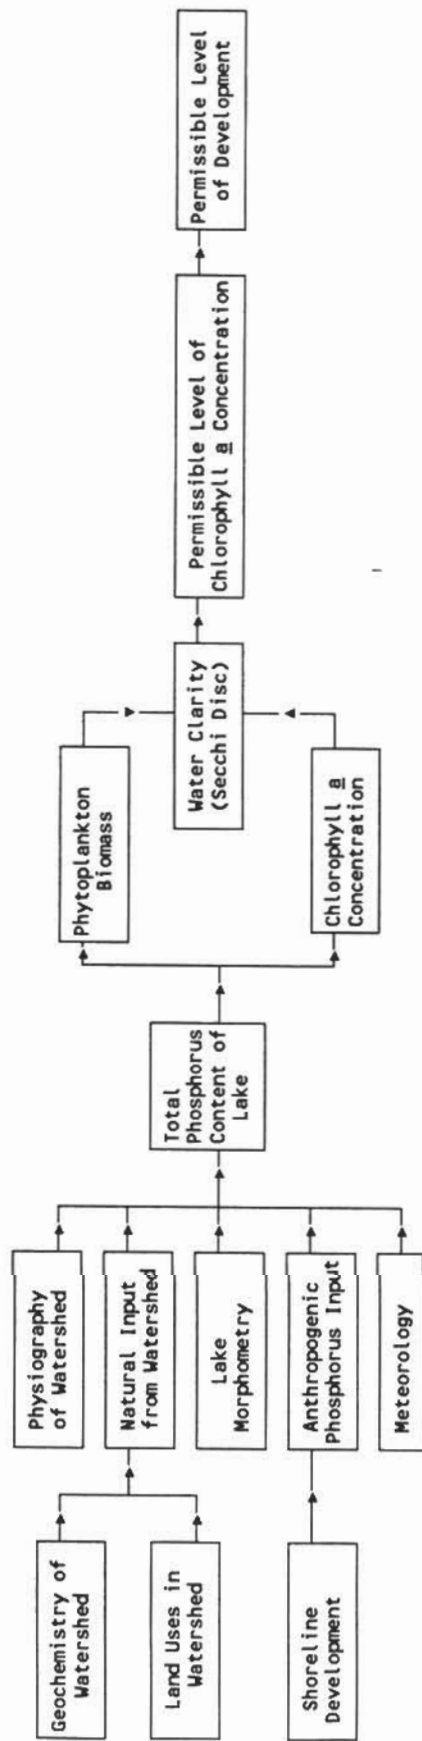 Geochemistry of
Watershed
Land Uses in
Watershed
Shoreline
Development
Physiography
of Watershed
Natural Input
from Watershed
Lake
Morphometry
Anthropogenic
Phosphorus Input
Meteorology
Total
Phosphorus
Content of
Lake
Phytoplankton
Biomass
Chlorophyll a
Concentration
Water Clarity
(Secchi Disc)
Permissible Level of
Chlorophyll a Concentration
Permissible Level
of Development